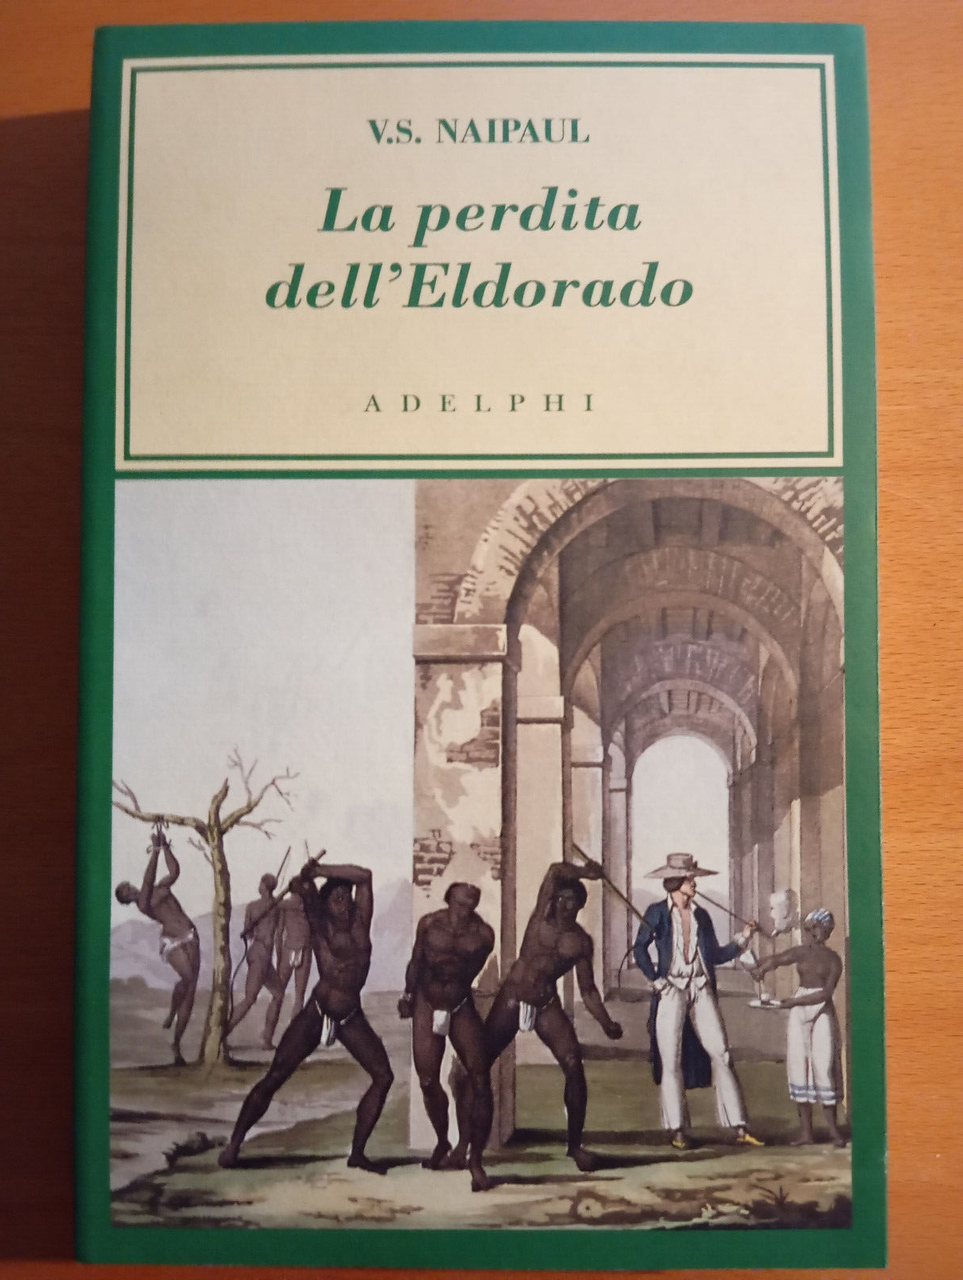 V.S. NAIPAUL
La perdita
dell'Eldorado
ADELPHI